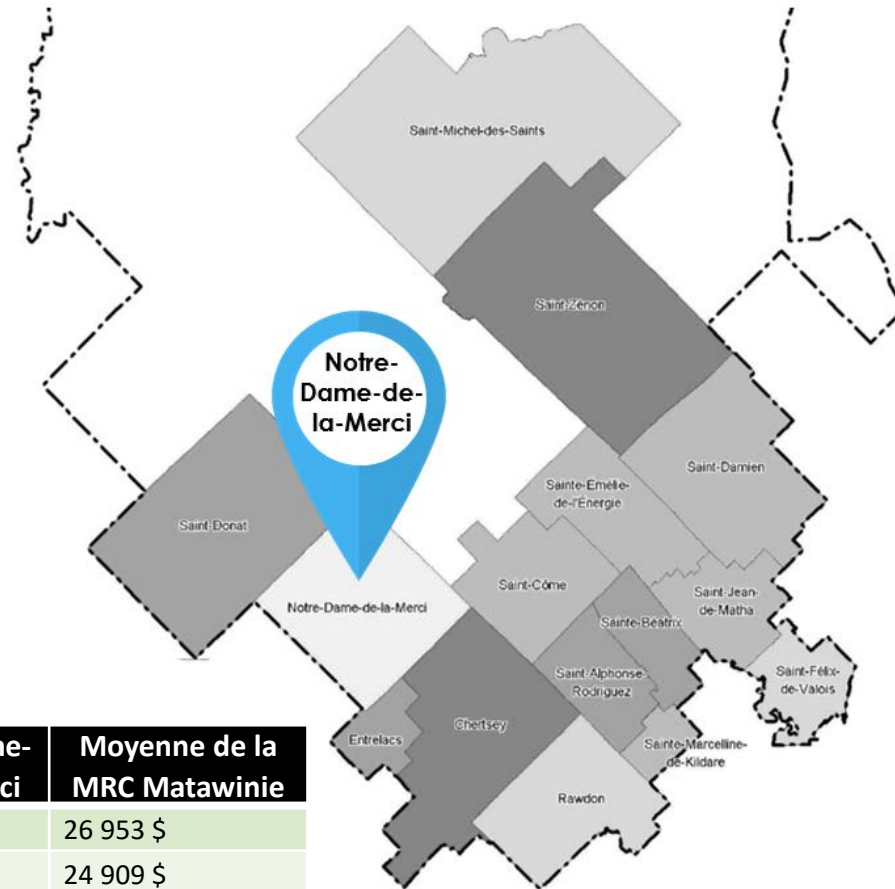 Saint-Michel-des-Saints
Saint-Zénon
Notre-
Dame-de-
la-Merci
Saint-Damien
Sainte-Émélie-
de-l'Énergie
Saint-Donat
Saint-Côme
Saint-Jean-
de-Matha
Notre-Dame-de-la-Merci
Sainte-Béatrix
Saint-Alphonse-
Rodriguez
Saint-Félix-
de-Valois
Chertsey
Entrelacs
Sainte-Marcelline-
de-Kildare
Rawdon
ne-
ci
Moyenne de la
MRC Matawinie
26 953 $
24 909 $